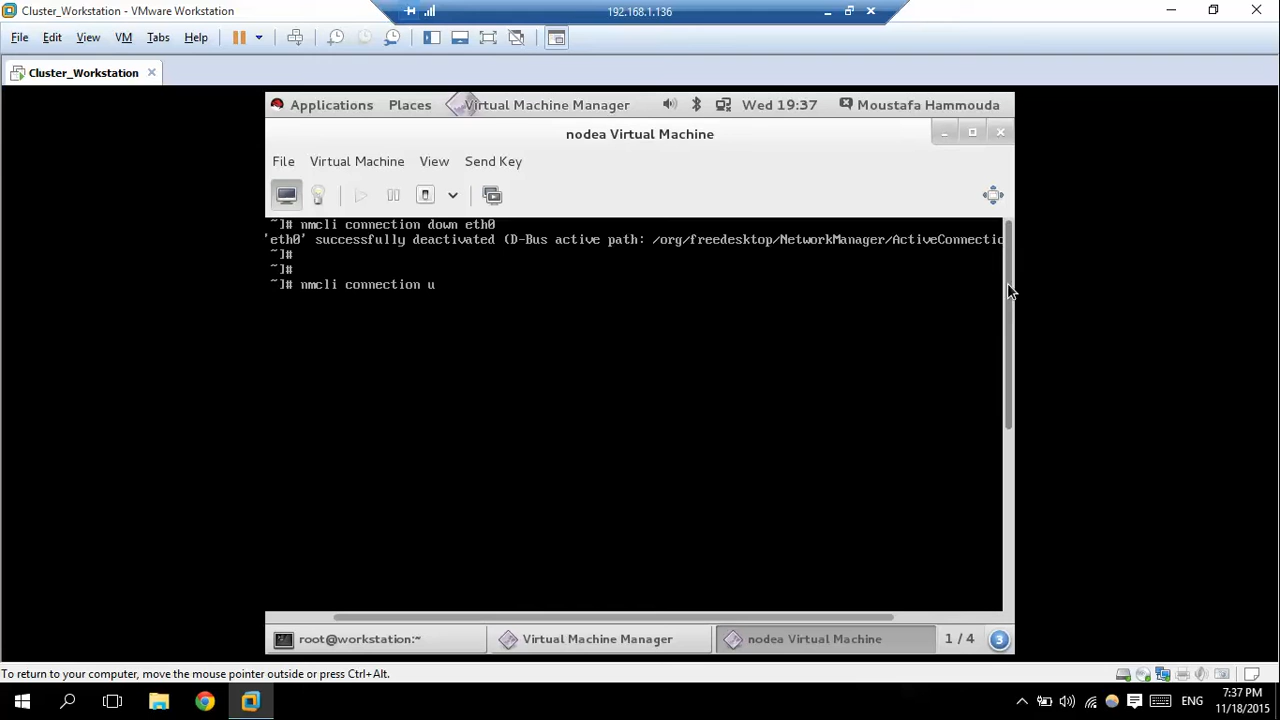 Cluster_Workstation - VMware Workstation
192.168.1.136
File Edit View VM Tabs Help
Cluster_Workstation
Applications Places Virtual Machine Manager Wed 19:37 Moustafa Hammouda
nodea Virtual Machine
File Virtual Machine View Send Key
~]# nmcli connection down eth0
'eth0' successfully deactivated (D-Bus active path: /org/freedesktop/NetworkManager/ActiveConnectio
~]#
~]#
~]# nmcli connection u
root@workstation:~ Virtual Machine Manager nodea Virtual Machine 1 / 4 3
To return to your computer, move the mouse pointer outside or press Ctrl+Alt.
ENG
7:37 PM
11/18/2015